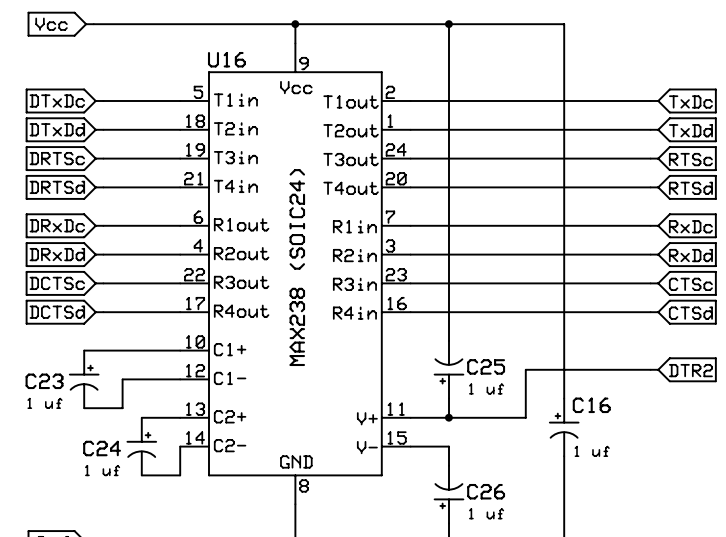 Vcc
U16
9
Vcc
DTxDc 5 T1in T1out 2 TxDc
DTxDd 18 T2in T2out 1 TxDd
DRTSc 19 T3in T3out 24 RTSc
DRTSd 21 T4in T4out 20 RTSd
DRxDc 6 R1out R1in 7 RxDc
DRxDd 4 R2out R2in 3 RxDd
DCTSc 22 R3out R3in 23 CTSc
DCTSd 17 R4out R4in 16 CTSd
MAX238 (SOIC24)
10 C1+
C23 + 12 C1-
1 uf
C25
+ 1 uf
DTR2
13 C2+ V+ 11
C24 + 14 C2- V- 15
1 uf
+ C16
1 uf
GND
8
C26
+ 1 uf